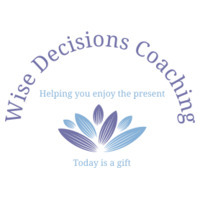 Wise Decisions Coaching
Helping you enjoy the present
Today is a gift